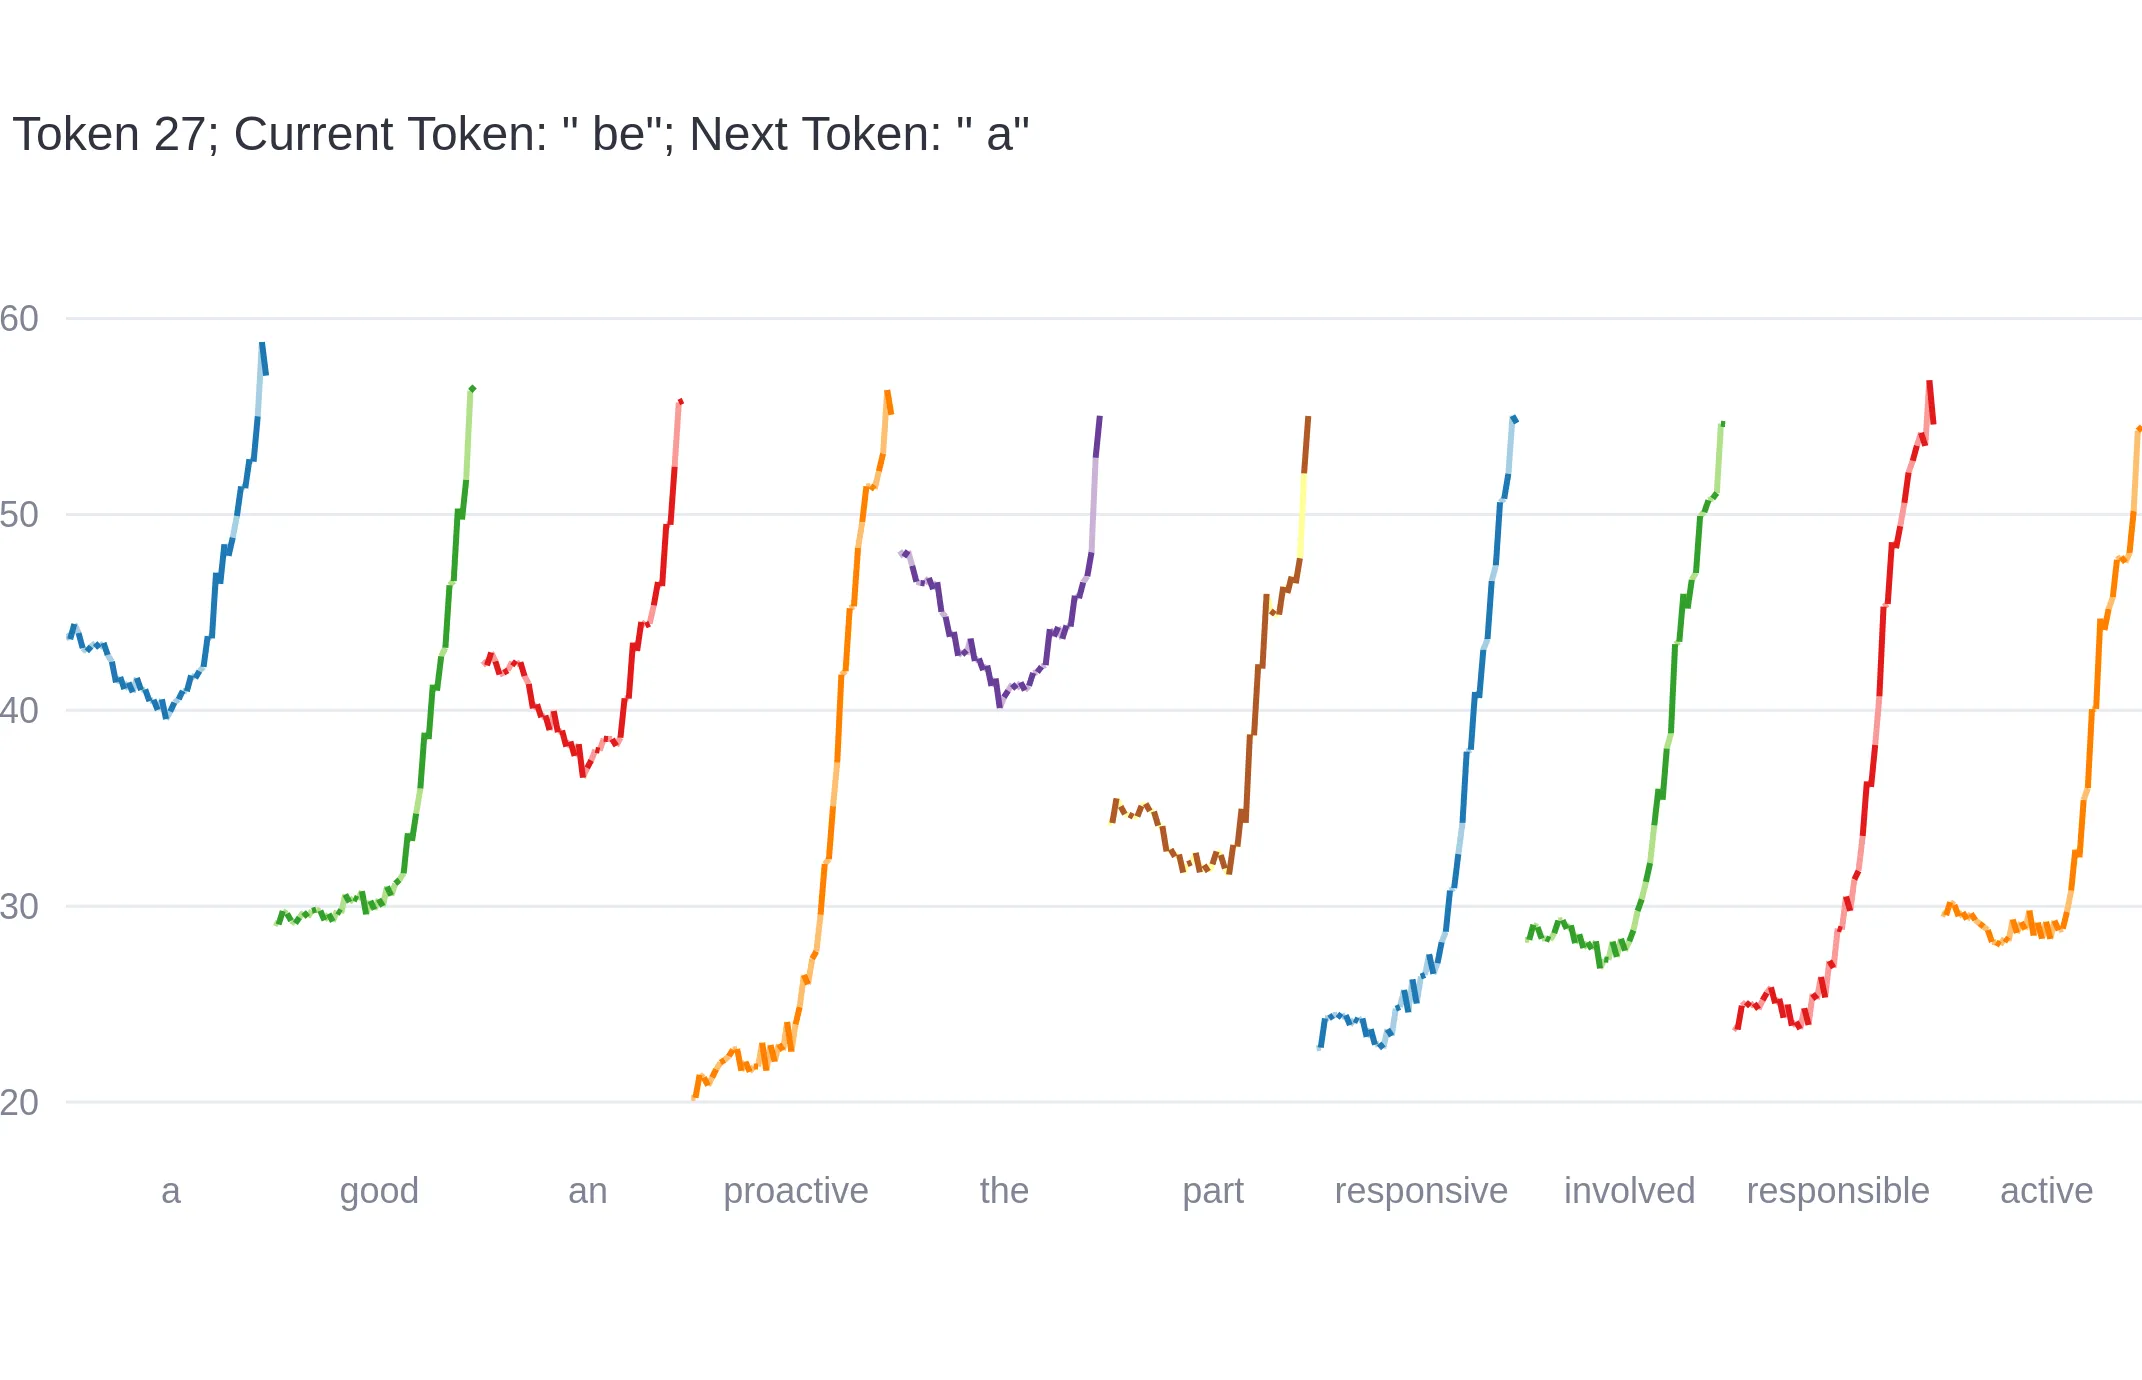 Token 27; Current Token: " be"; Next Token: " a"
60
50
40
30
20
a good an proactive the part responsive involved responsible active